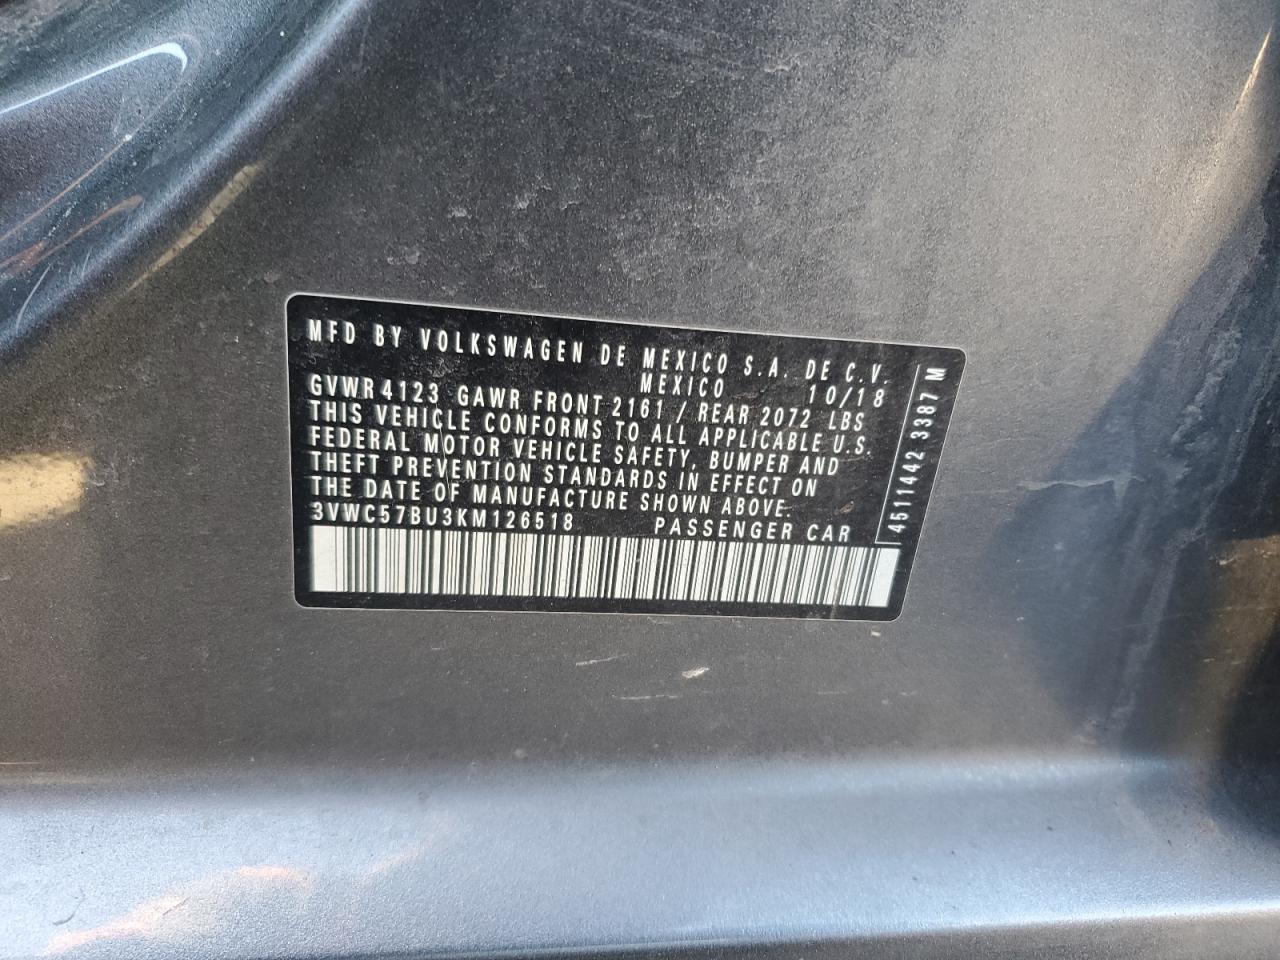 MFD BY VOLKSWAGEN DE MEXICO S.A. DE C.V.
MEXICO 10/18
GVWR 4123 GAWR FRONT 2161 / REAR 2072 LBS
THIS VEHICLE CONFORMS TO ALL APPLICABLE U.S.
FEDERAL MOTOR VEHICLE SAFETY, BUMPER AND
THEFT PREVENTION STANDARDS IN EFFECT ON
THE DATE OF MANUFACTURE SHOWN ABOVE.
3VWC57BU3KM126518 PASSENGER CAR
4511442 3387 M